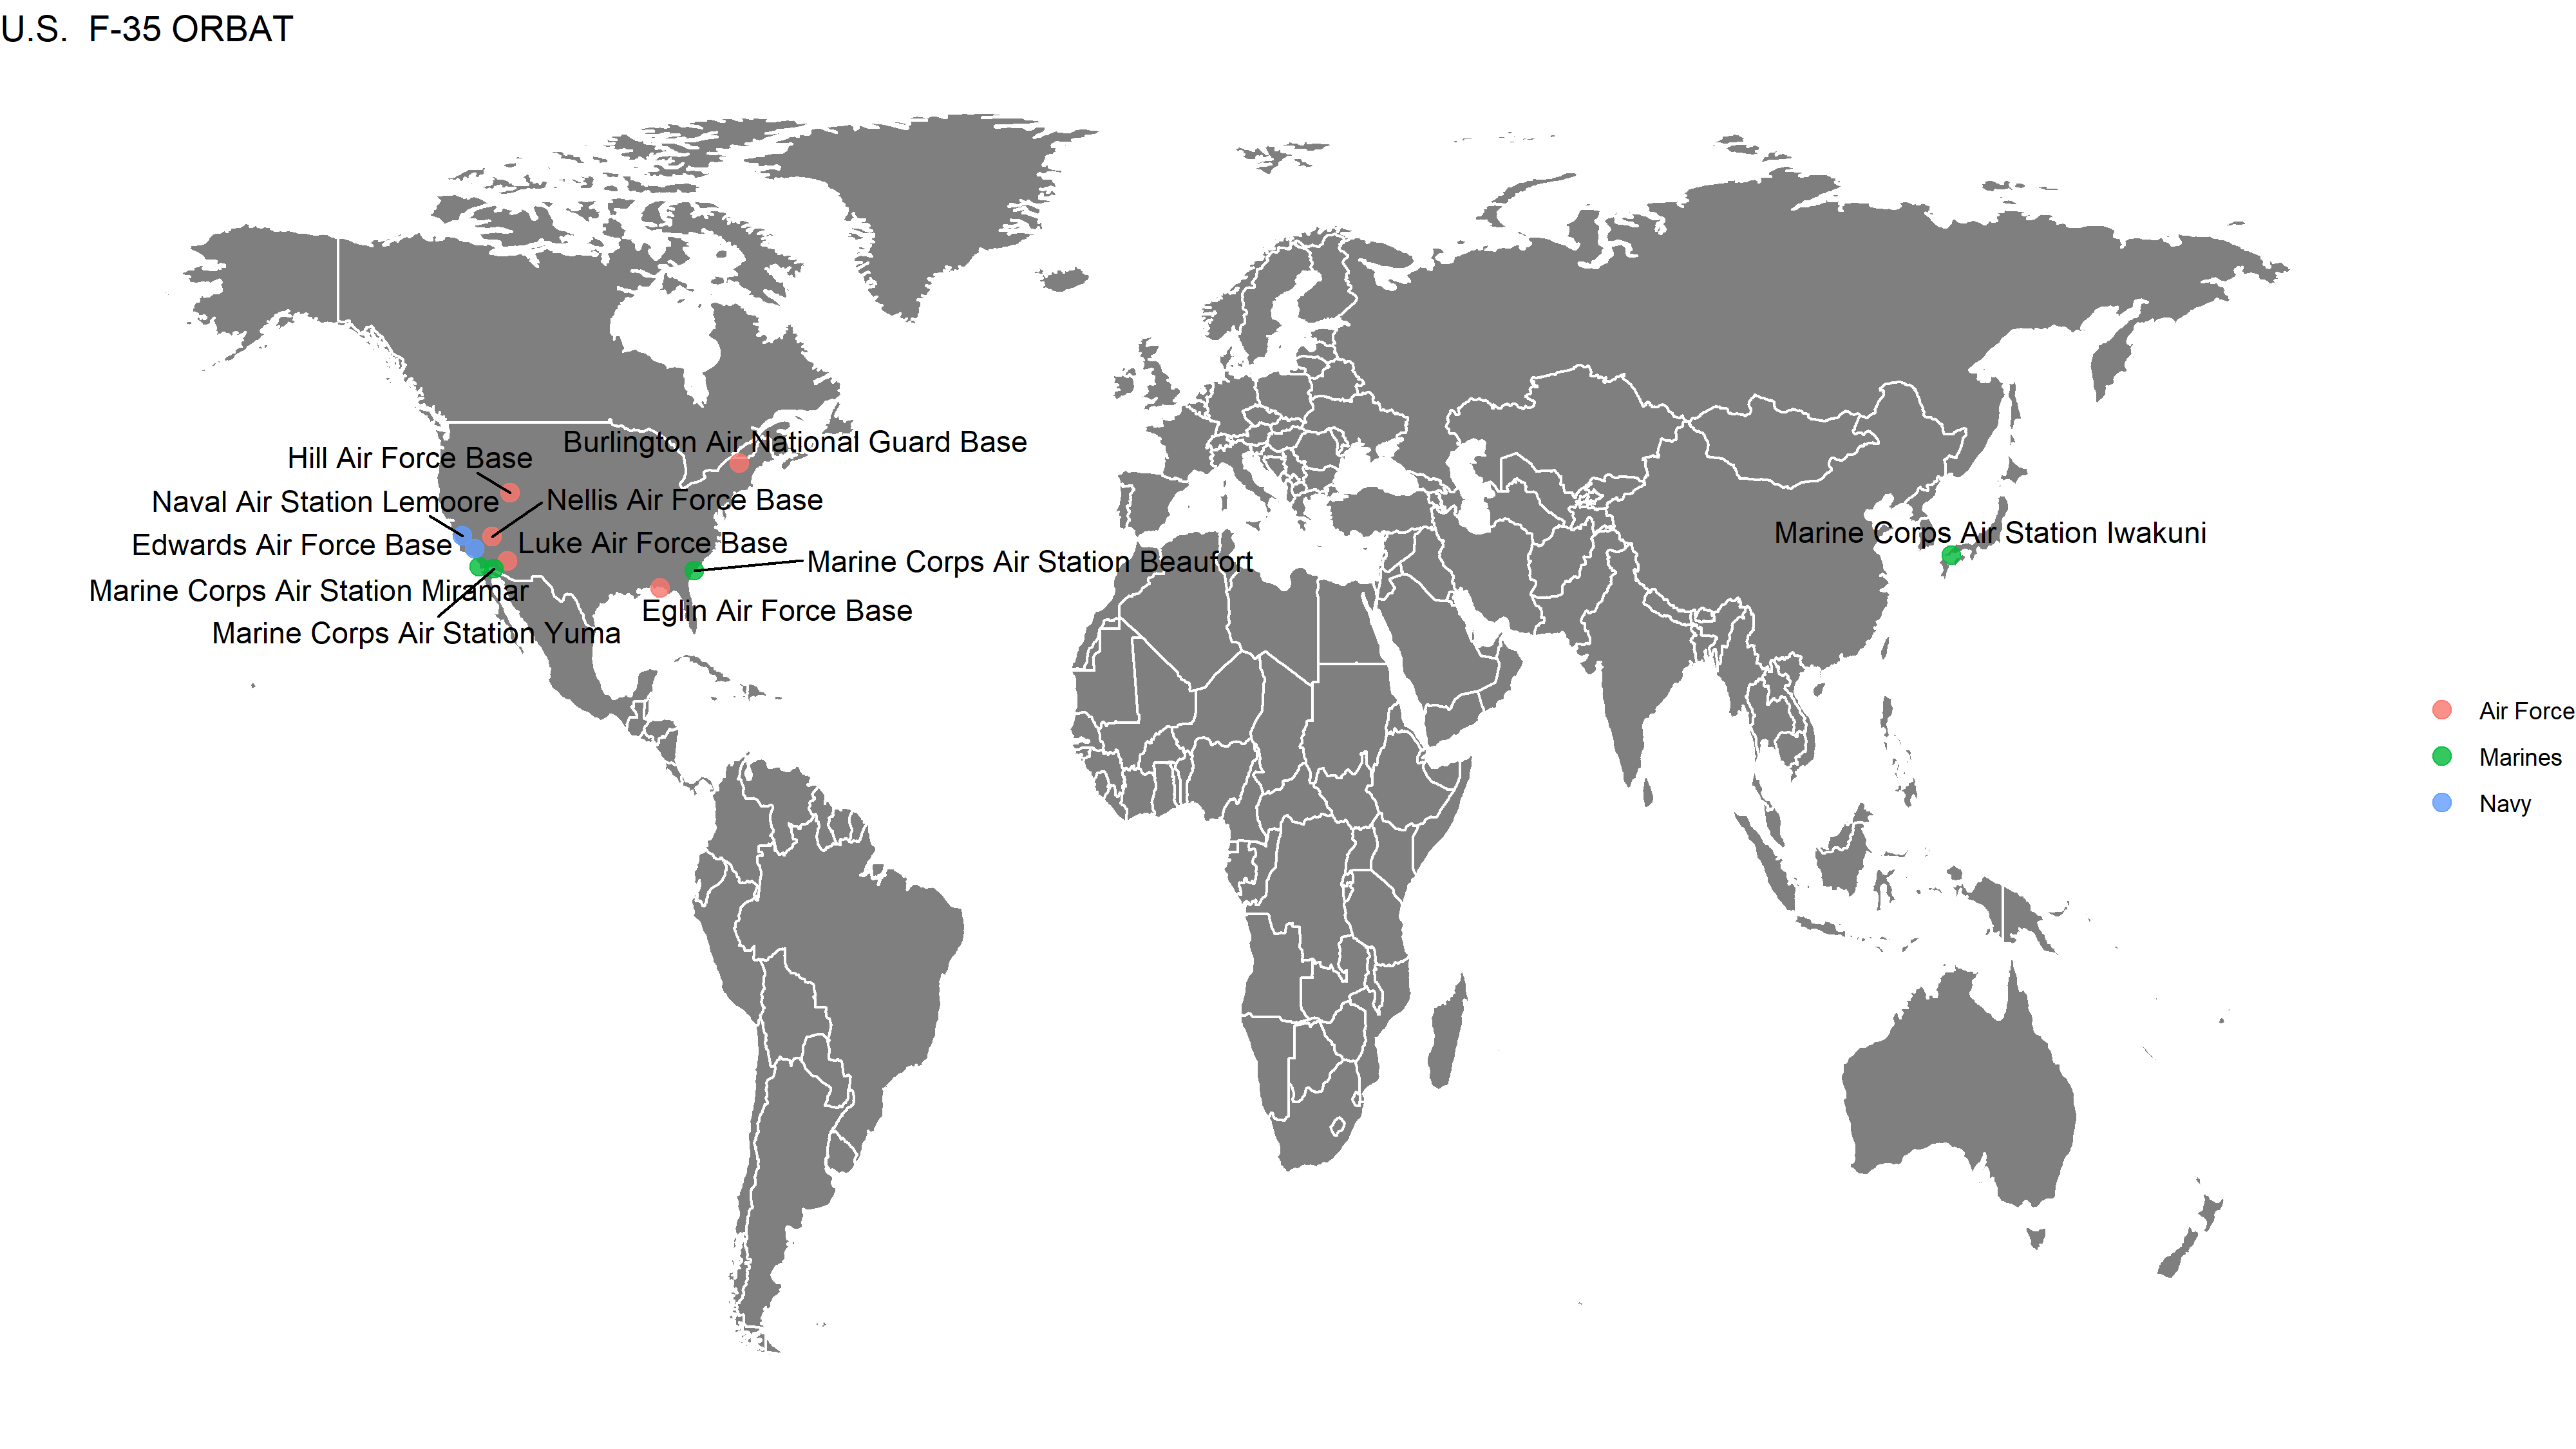 U.S.  F-35 ORBAT
Burlington Air National Guard Base
Hill Air Force Base
Naval Air Station Lemoore
Nellis Air Force Base
Marine Corps Air Station Iwakuni
Edwards Air Force Base
Luke Air Force Base
Marine Corps Air Station Beaufort
Marine Corps Air Station Miramar
Eglin Air Force Base
Marine Corps Air Station Yuma
Air Force
Marines
Navy